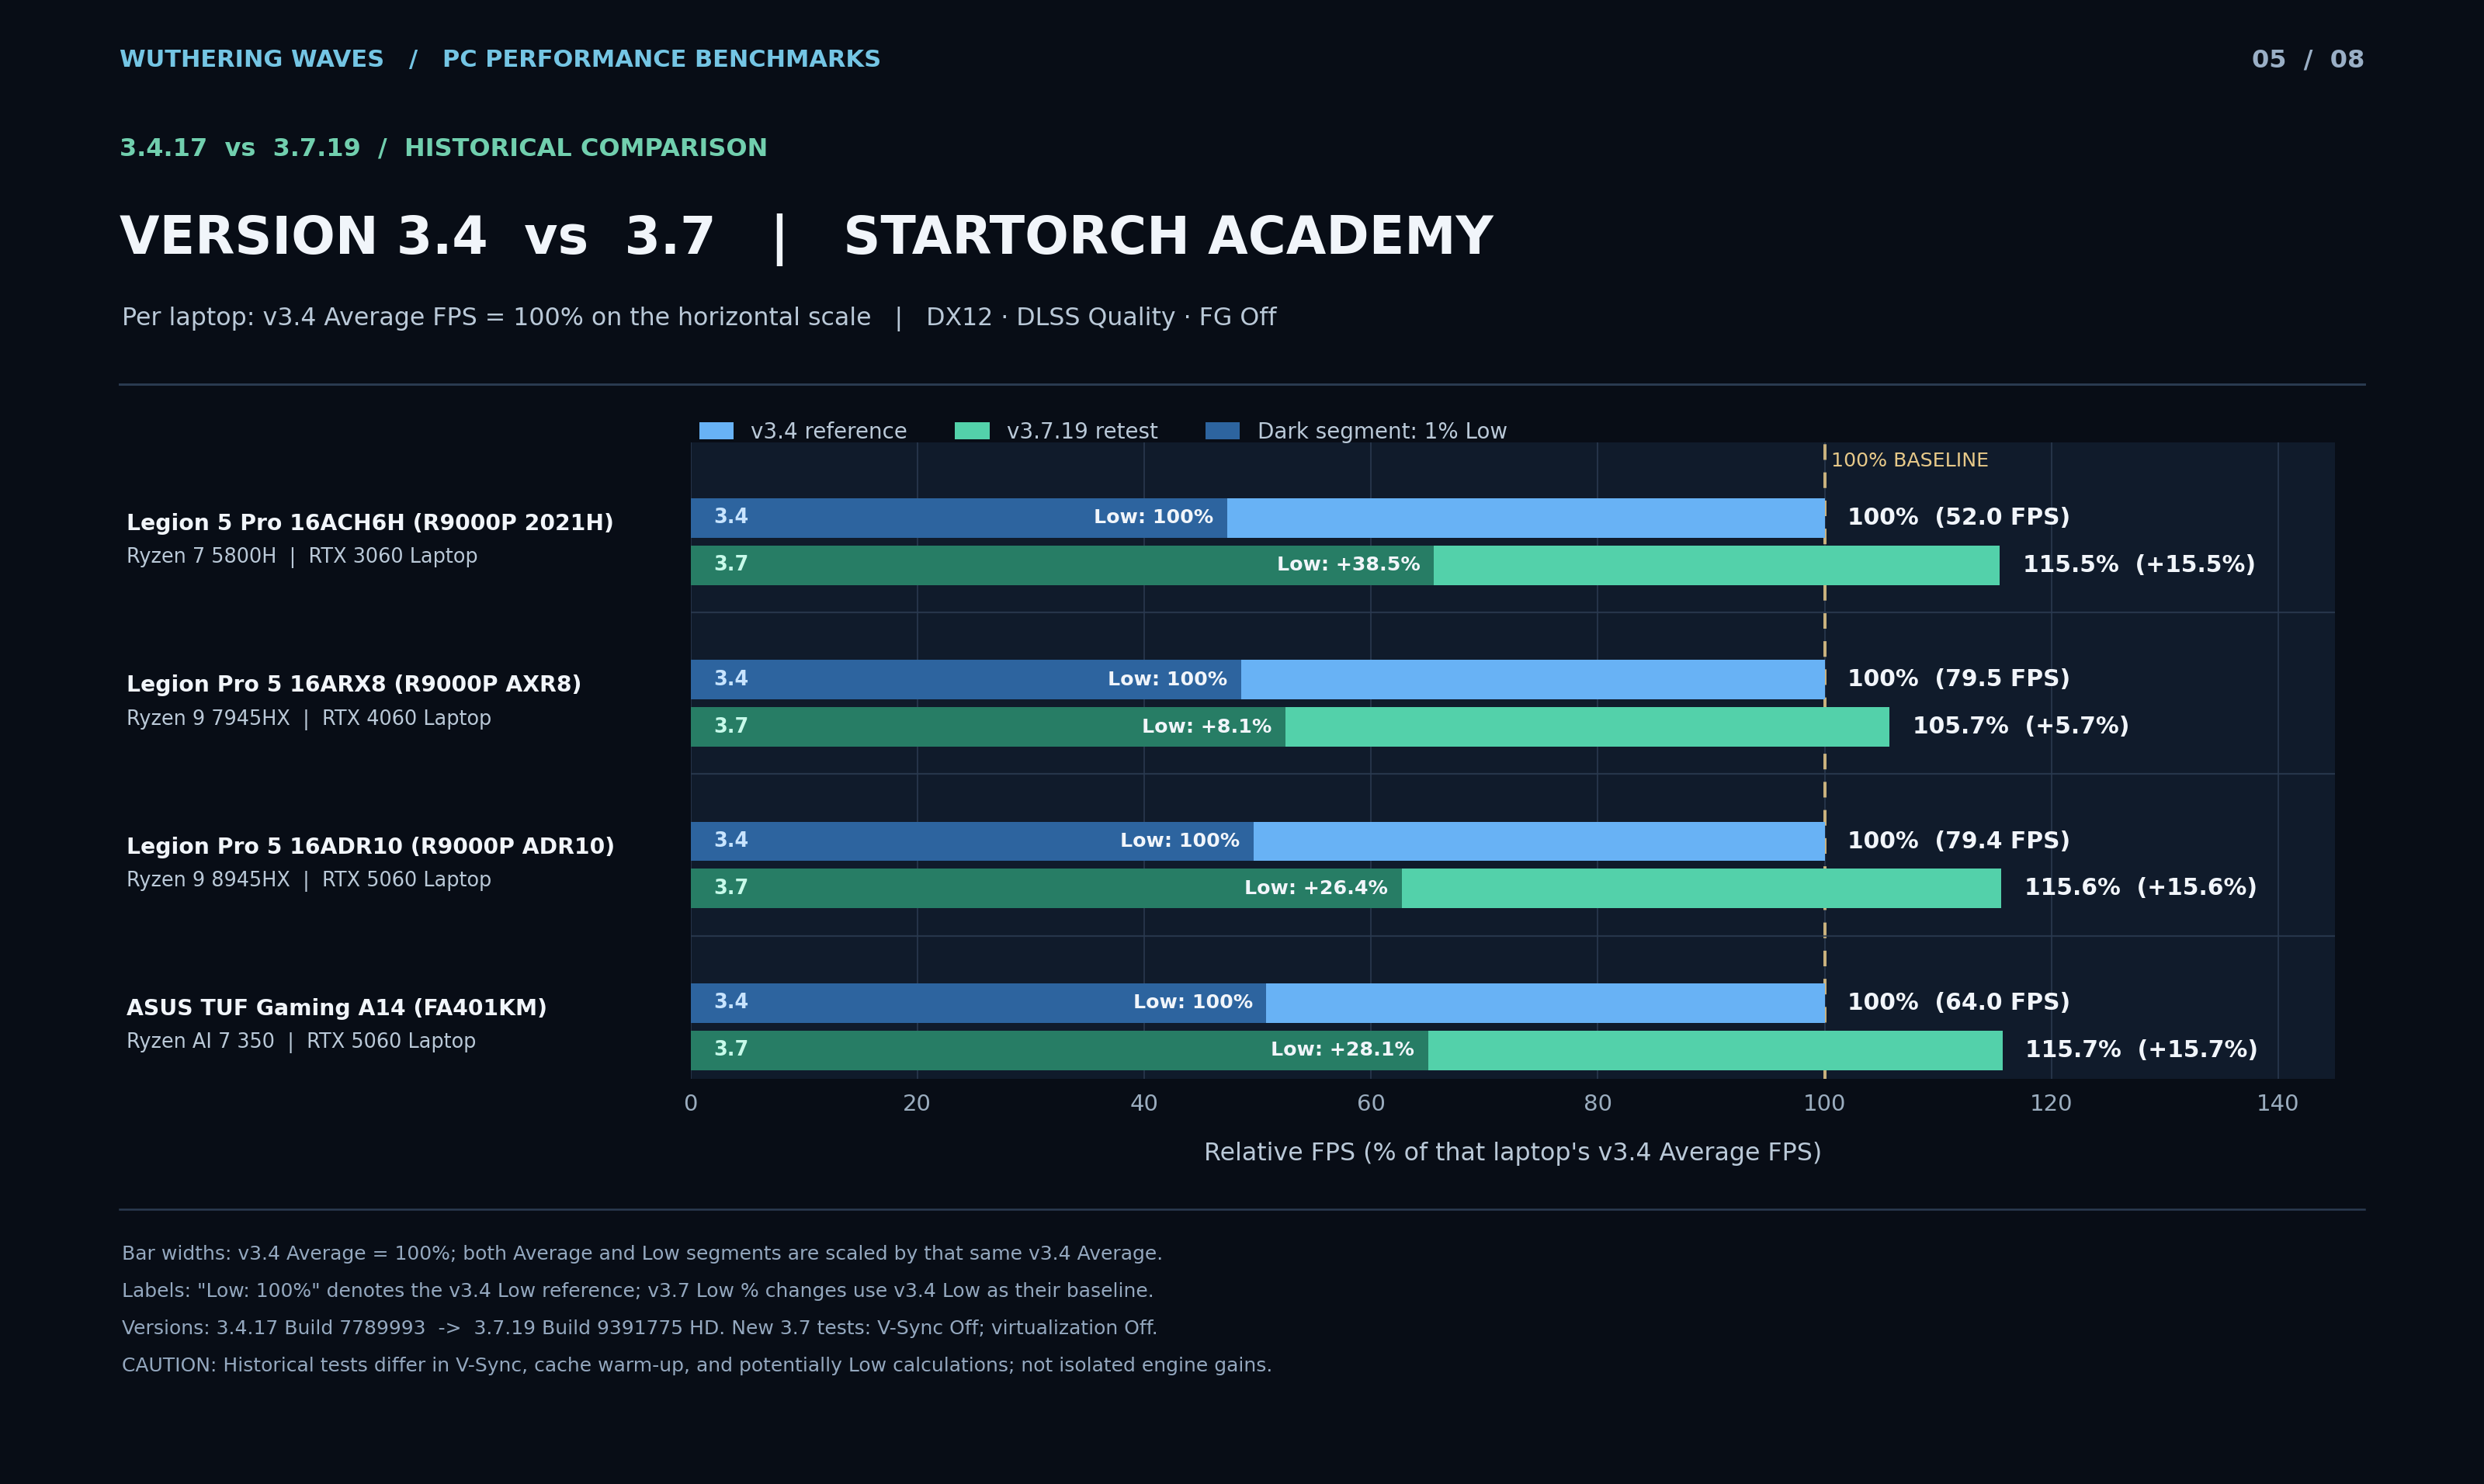 WUTHERING WAVES / PC PERFORMANCE BENCHMARKS
05 / 08
3.4.17 vs 3.7.19 / HISTORICAL COMPARISON
VERSION 3.4 vs 3.7 | STARTORCH ACADEMY
Per laptop: v3.4 Average FPS = 100% on the horizontal scale | DX12 · DLSS Quality · FG Off
v3.4 reference
v3.7.19 retest
Dark segment: 1% Low
100% BASELINE
Legion 5 Pro 16ACH6H (R9000P 2021H)
Ryzen 7 5800H | RTX 3060 Laptop
3.4 Low: 100% 100% (52.0 FPS)
3.7 Low: +38.5% 115.5% (+15.5%)
Legion Pro 5 16ARX8 (R9000P AXR8)
Ryzen 9 7945HX | RTX 4060 Laptop
3.4 Low: 100% 100% (79.5 FPS)
3.7 Low: +8.1% 105.7% (+5.7%)
Legion Pro 5 16ADR10 (R9000P ADR10)
Ryzen 9 8945HX | RTX 5060 Laptop
3.4 Low: 100% 100% (79.4 FPS)
3.7 Low: +26.4% 115.6% (+15.6%)
ASUS TUF Gaming A14 (FA401KM)
Ryzen AI 7 350 | RTX 5060 Laptop
3.4 Low: 100% 100% (64.0 FPS)
3.7 Low: +28.1% 115.7% (+15.7%)
0 20 40 60 80 100 120 140
Relative FPS (% of that laptop's v3.4 Average FPS)
Bar widths: v3.4 Average = 100%; both Average and Low segments are scaled by that same v3.4 Average.
Labels: "Low: 100%" denotes the v3.4 Low reference; v3.7 Low % changes use v3.4 Low as their baseline.
Versions: 3.4.17 Build 7789993 -> 3.7.19 Build 9391775 HD. New 3.7 tests: V-Sync Off; virtualization Off.
CAUTION: Historical tests differ in V-Sync, cache warm-up, and potentially Low calculations; not isolated engine gains.